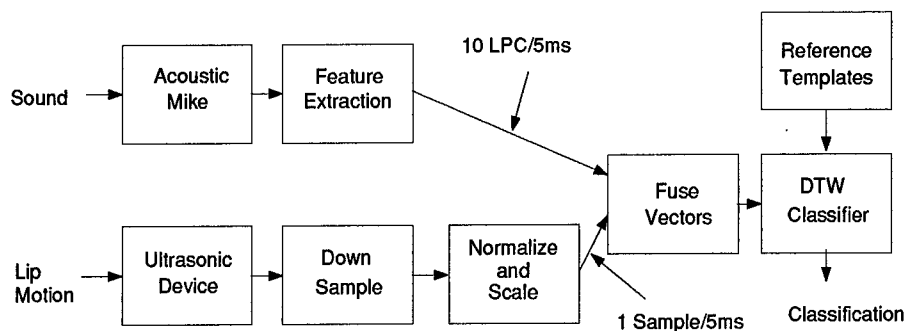 10 LPC/5ms
Reference
Templates
Sound
Acoustic
Mike
Feature
Extraction
Fuse
Vectors
DTW
Classifier
Lip
Motion
Ultrasonic
Device
Down
Sample
Normalize
and
Scale
1 Sample/5ms
Classification